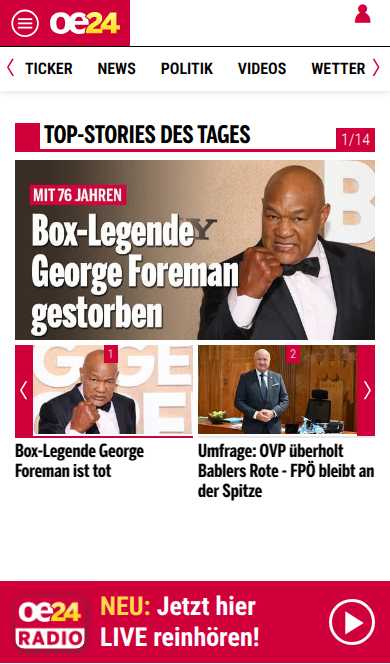 oe24
TICKER NEWS POLITIK VIDEOS WETTER
TOP-STORIES DES TAGES
1/14
MIT 76 JAHREN
Box-Legende
George Foreman
gestorben
1
2
Box-Legende George
Foreman ist tot
Umfrage: ÖVP überholt
Bablers Rote - FPÖ bleibt an
der Spitze
oe24
RADIO
NEU: Jetzt hier
LIVE reinhören!